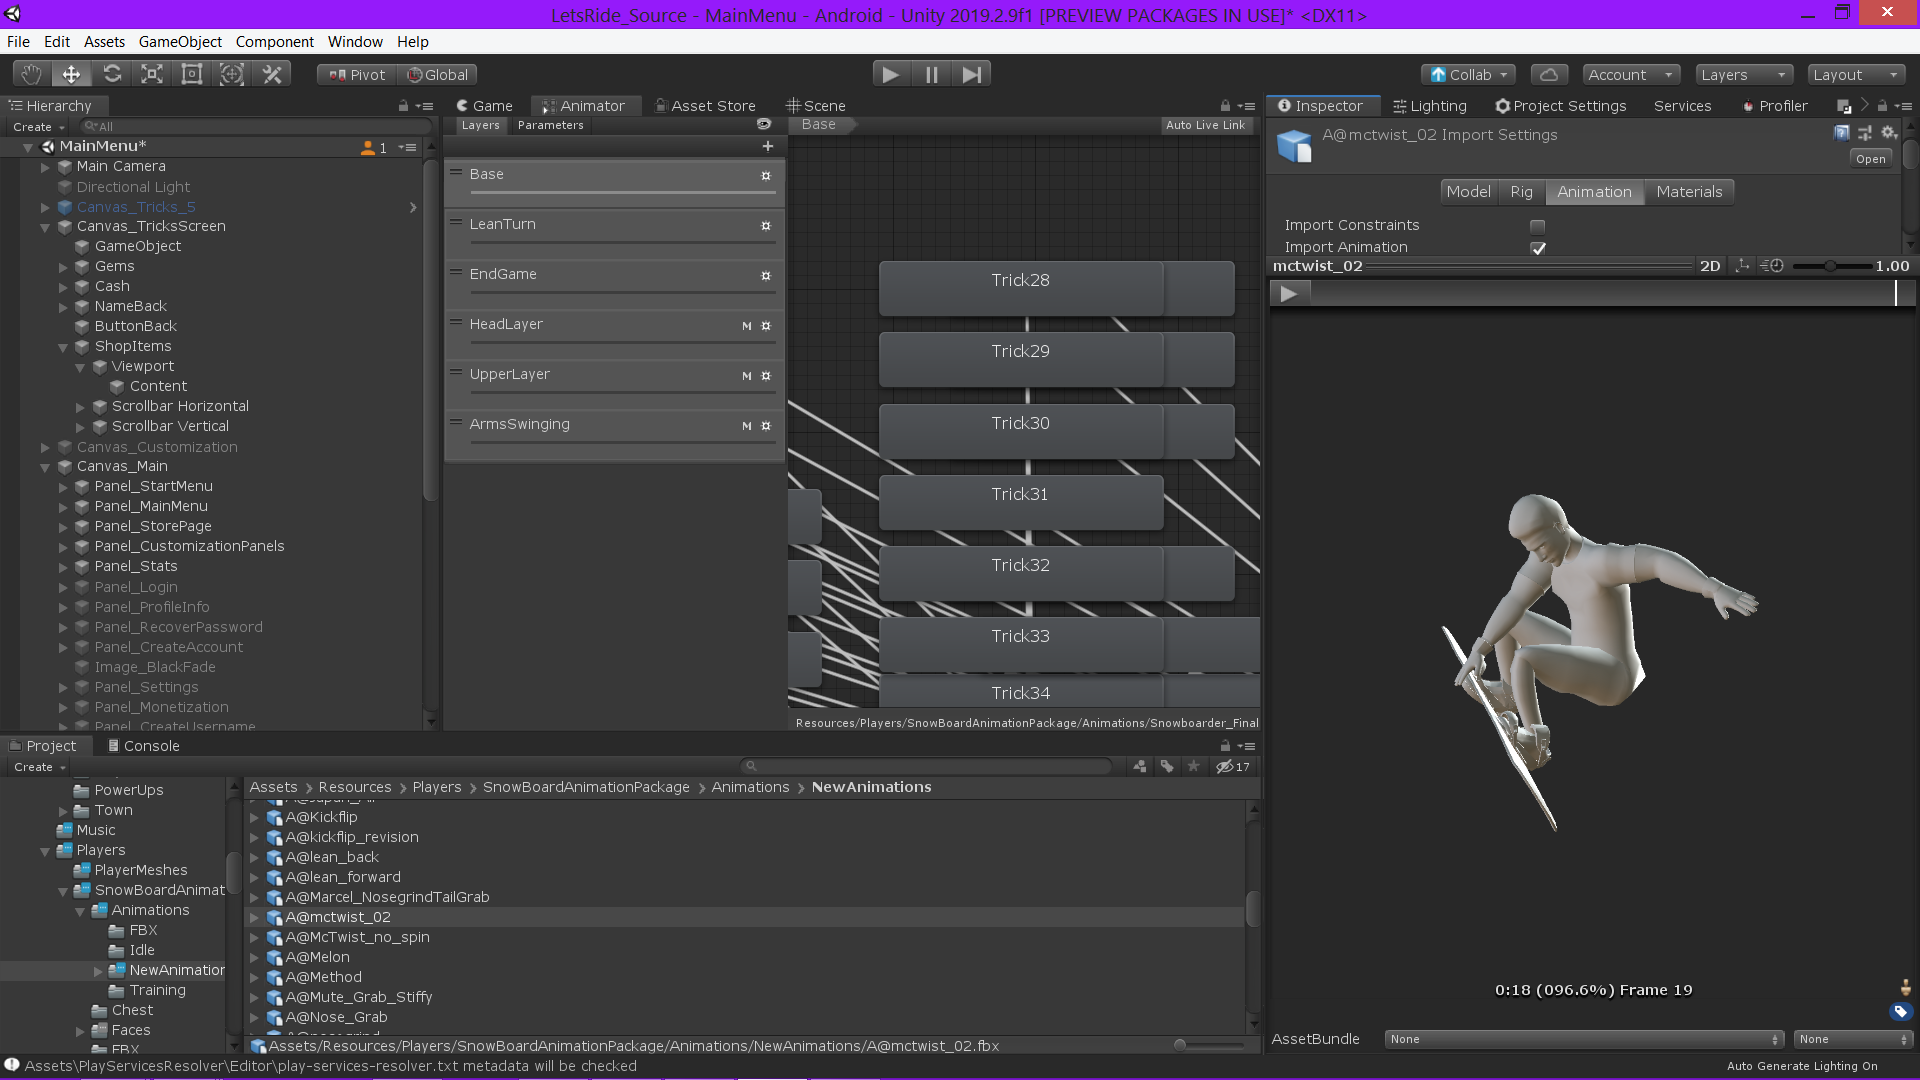 LetsRide_Source - MainMenu - Android - Unity 2019.2.9f1 [PREVIEW PACKAGES IN USE]* <DX11>
File Edit Assets GameObject Component Window Help
Pivot Global Collab Account Layers Layout
Hierarchy
Create All
MainMenu* 1
Main Camera
Directional Light
Canvas_Tricks_5
Canvas_TricksScreen
GameObject
Gems
Cash
NameBack
ButtonBack
ShopItems
Viewport
Content
Scrollbar Horizontal
Scrollbar Vertical
Canvas_Customization
Canvas_Main
Panel_StartMenu
Panel_MainMenu
Panel_StorePage
Panel_CustomizationPanels
Panel_Stats
Panel_Login
Panel_ProfileInfo
Panel_RecoverPassword
Panel_CreateAccount
Image_BlackFade
Panel_Settings
Panel_Monetization
Panel_CreateUsername
Game Animator Asset Store Scene
Layers Parameters Base Auto Live Link
Base
LeanTurn
EndGame
HeadLayer M
UpperLayer M
ArmsSwinging M
Trick28
Trick29
Trick30
Trick31
Trick32
Trick33
Trick34
Resources/Players/SnowBoardAnimationPackage/Animations/Snowboarder_Final
Inspector Lighting Project Settings Services Profiler
A@mctwist_02 Import Settings
Open
Model Rig Animation Materials
Import Constraints
Import Animation
mctwist_02 2D 1.00
0:18 (096.6%) Frame 19
AssetBundle None None
Project Console
Create 17
PowerUps
Town
Music
Players
PlayerMeshes
SnowBoardAnimat
Animations
FBX
Idle
NewAnimation
Training
Chest
Faces
FBX
Assets > Resources > Players > SnowBoardAnimationPackage > Animations > NewAnimations
A@Japan_Air
A@Kickflip
A@kickflip_revision
A@lean_back
A@lean_forward
A@Marcel_NosegrindTailGrab
A@mctwist_02
A@McTwist_no_spin
A@Melon
A@Method
A@Mute_Grab_Stiffy
A@Nose_Grab
A@nosegrind
Assets/Resources/Players/SnowBoardAnimationPackage/Animations/NewAnimations/A@mctwist_02.fbx
Assets\PlayServicesResolver\Editor\play-services-resolver.txt metadata will be checked
Auto Generate Lighting On